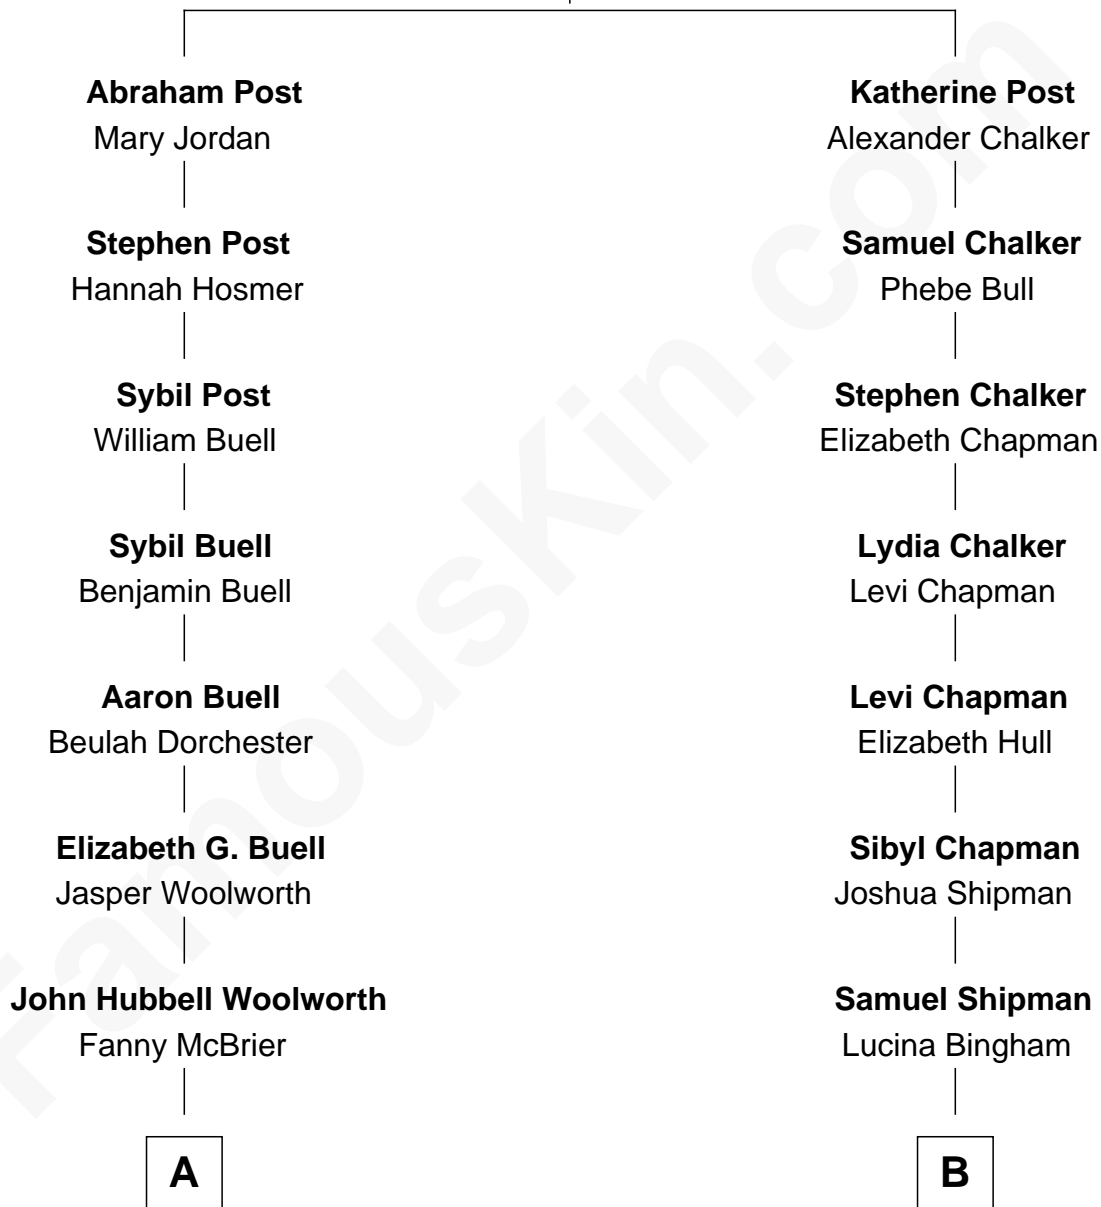 Abraham Post
Mary Jordan
Stephen Post
Hannah Hosmer
Sybil Post
William Buell
Sybil Buell
Benjamin Buell
Aaron Buell
Beulah Dorchester
Elizabeth G. Buell
Jasper Woolworth
John Hubbell Woolworth
Fanny McBrier
A
Katherine Post
Alexander Chalker
Samuel Chalker
Phebe Bull
Stephen Chalker
Elizabeth Chapman
Lydia Chalker
Levi Chapman
Levi Chapman
Elizabeth Hull
Sibyl Chapman
Joshua Shipman
Samuel Shipman
Lucina Bingham
B
FamousKin.com